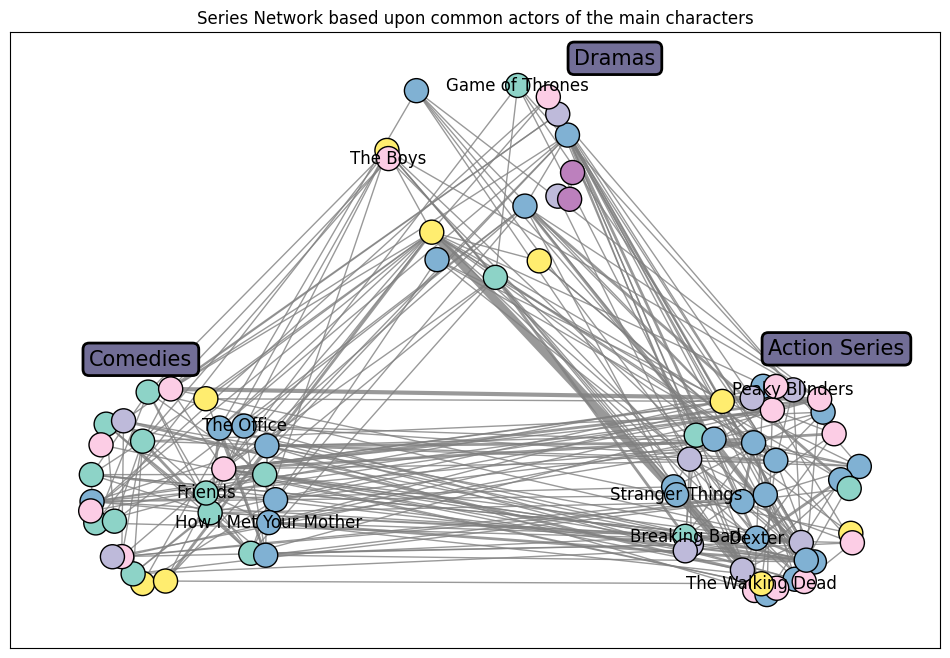 Series Network based upon common actors of the main characters
Dramas
Game of Thrones
The Boys
Action Series
Comedies
Peaky Blinders
The Office
Friends
Stranger Things
How I Met Your Mother
Breaking Bad
Dexter
The Walking Dead